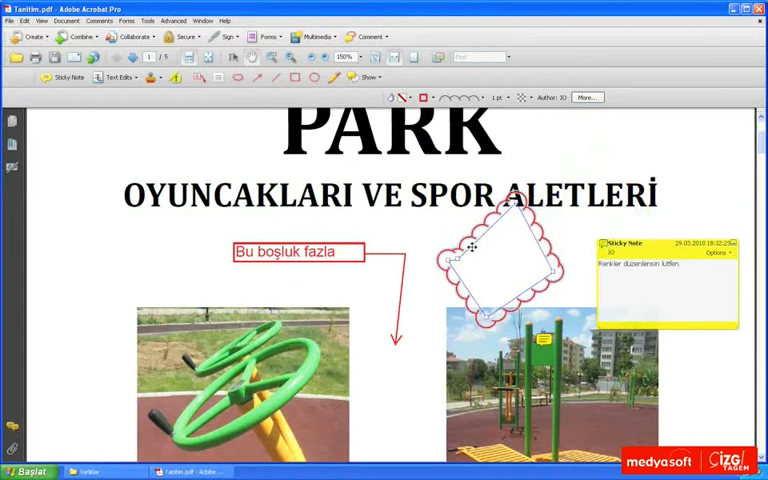 Tanitim.pdf - Adobe Acrobat Pro
File Edit View Document Comments Forms Tools Advanced Window Help
Create Combine Collaborate Secure Sign Forms Multimedia Comment
1 / 5 150% Find
Sticky Note Text Edits Show
1 pt Author: IO More...
PARK
OYUNCAKLARI VE SPOR ALETLERİ
Bu boşluk fazla
Sticky Note 29.03.2010 18:32:23
IO Options
Renkler düzenlensin lütfen.
medyasoft ÇİZGİ TAGEM
Başlat Varliklar Tanitim.pdf - Adobe ...